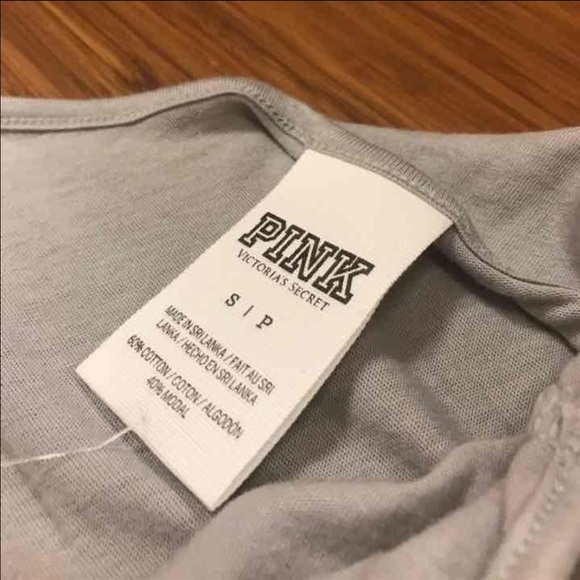 PINK
VICTORIA'S SECRET
S | P
MADE IN SRI LANKA / FAIT AU SRI
LANKA / HECHO EN SRI LANKA
60% COTTON / COTON / ALGODÓN
40% MODAL